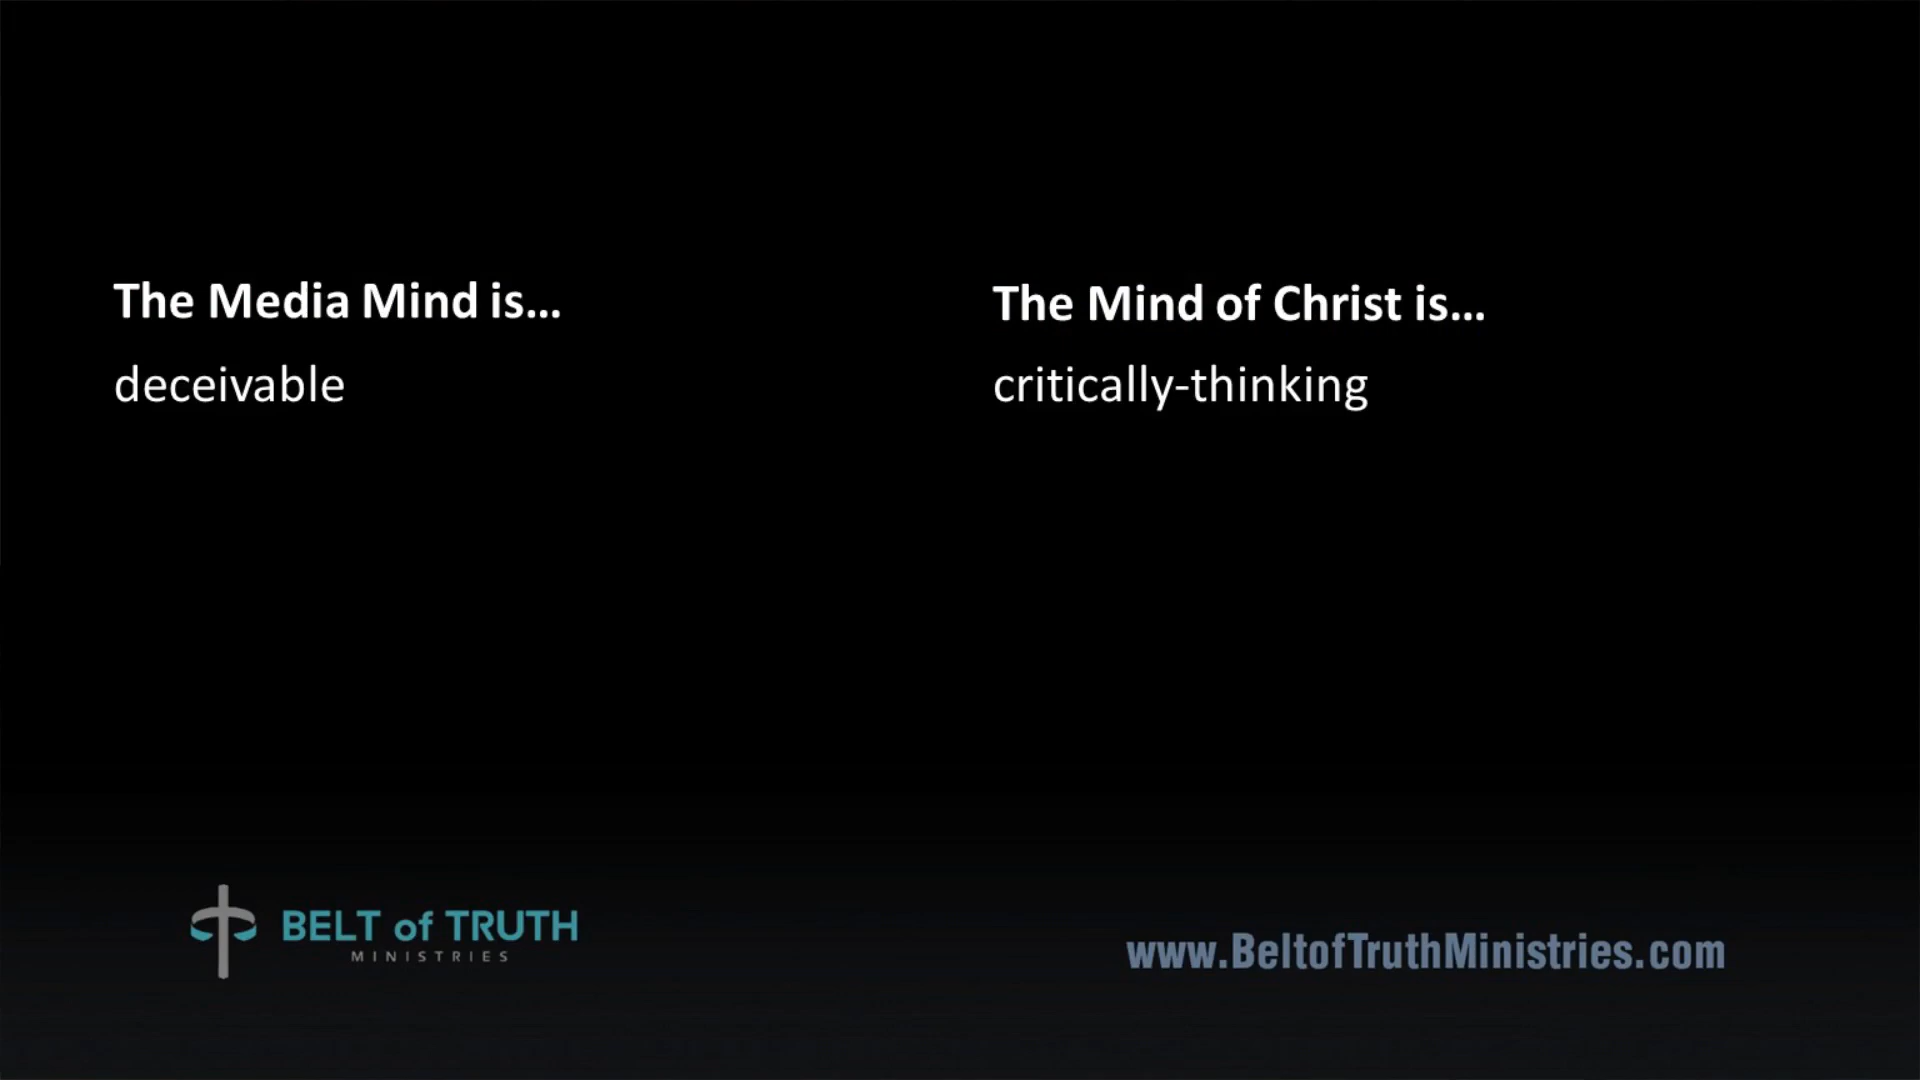 The Media Mind is...
deceivable
The Mind of Christ is...
critically-thinking
BELT of TRUTH
MINISTRIES
www.BeltofTruthMinistries.com